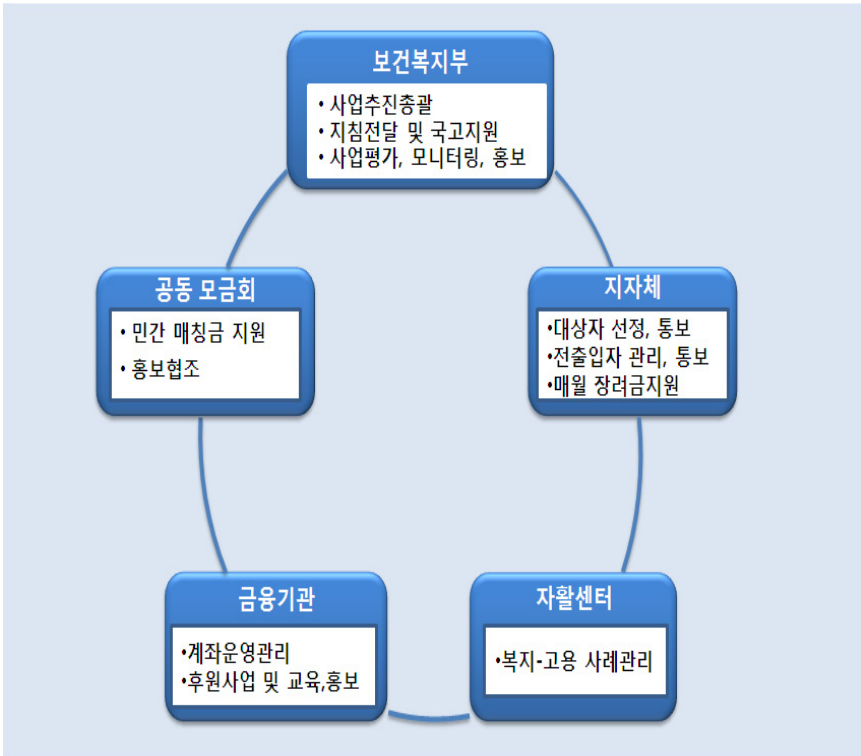 보건복지부
• 사업추진총괄
• 지침전달 및 국고지원
• 사업평가, 모니터링, 홍보
공동 모금회
• 민간 매칭금 지원
• 홍보협조
지자체
•대상자 선정, 통보
•전출입자 관리, 통보
•매월 장려금지원
금융기관
•계좌운영관리
•후원사업 및 교육,홍보
자활센터
•복지-고용 사례관리